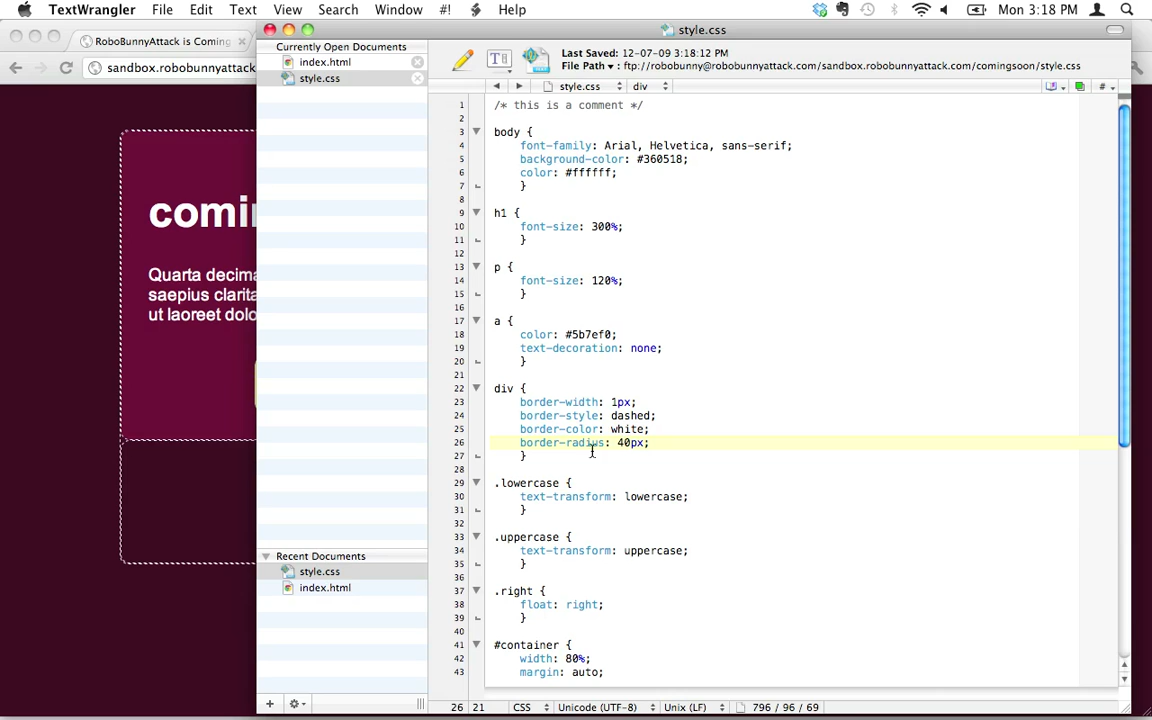 TextWrangler File Edit Text View Search Window #! Help Mon 3:18 PM
RoboBunnyAttack is Coming
sandbox.robobunnyattack
coming
Quarta decima
saepius clarita
ut laoreet dolo
style.css
Currently Open Documents
index.html
style.css
Recent Documents
style.css
index.html
Last Saved: 12-07-09 3:18:12 PM
File Path ▾ : ftp://robobunny@robobunnyattack.com/sandbox.robobunnyattack.com/comingsoon/style.css
style.css div #
1 /* this is a comment */
2
3 body {
4 font-family: Arial, Helvetica, sans-serif;
5 background-color: #360518;
6 color: #ffffff;
7 }
8
9 h1 {
10 font-size: 300%;
11 }
12
13 p {
14 font-size: 120%;
15 }
16
17 a {
18 color: #5b7ef0;
19 text-decoration: none;
20 }
21
22 div {
23 border-width: 1px;
24 border-style: dashed;
25 border-color: white;
26 border-radius: 40px;
27 }
28
29 .lowercase {
30 text-transform: lowercase;
31 }
32
33 .uppercase {
34 text-transform: uppercase;
35 }
36
37 .right {
38 float: right;
39 }
40
41 #container {
42 width: 80%;
43 margin: auto;
26 21 CSS Unicode (UTF-8) Unix (LF) 796 / 96 / 69